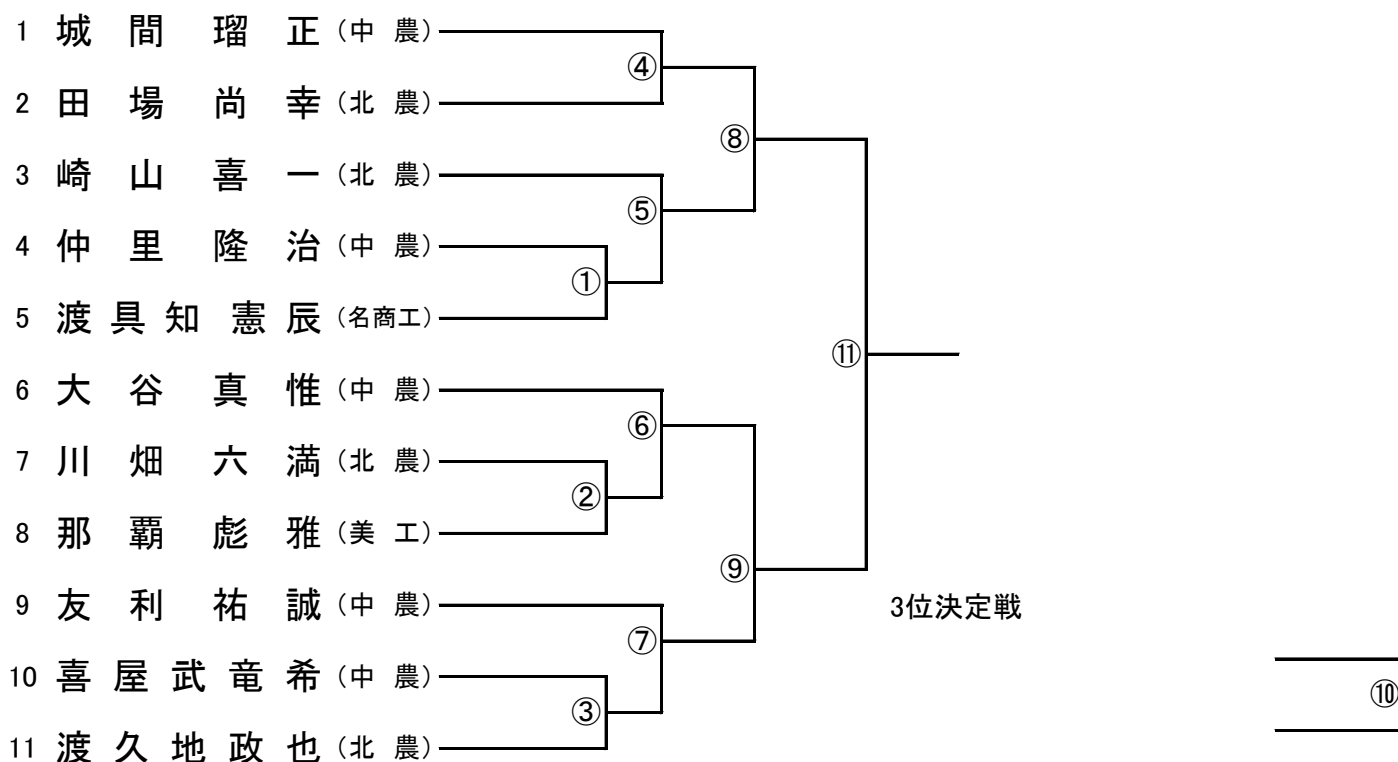 1 城間 瑠正 (中 農)
④
2 田場 尚幸 (北 農)
⑧
3 崎山 喜一 (北 農)
⑤
4 仲里 隆治 (中 農)
①
5 渡具知 憲辰 (名商工)
⑪
6 大谷 真惟 (中 農)
⑥
7 川畑 六満 (北 農)
②
8 那覇 彪雅 (美 工)
⑨
9 友利 祐誠 (中 農)
3位決定戦
⑦
10 喜屋武竜希 (中 農)
⑩
③
11 渡久地政也 (北 農)